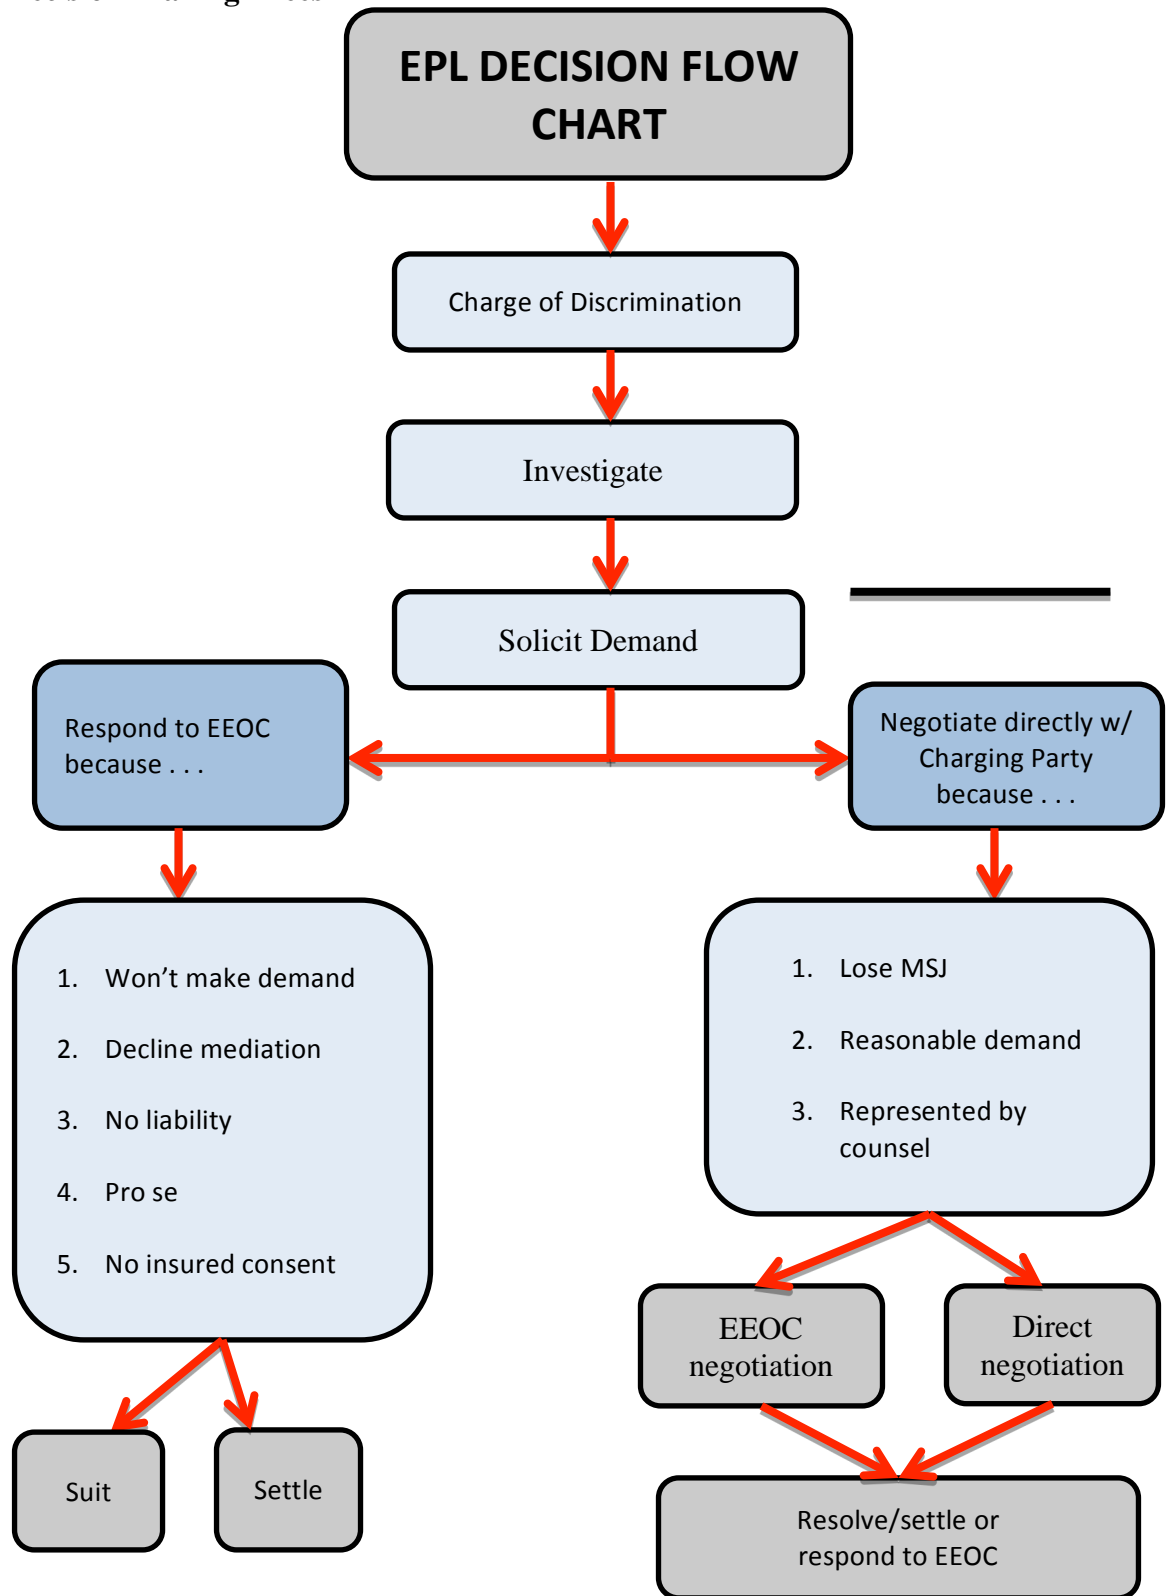 EPL DECISION FLOW
CHART
Charge of Discrimination
Investigate
Solicit Demand
Respond to EEOC
because . . .
Negotiate directly w/
Charging Party
because . . .
1. Won’t make demand
2. Decline mediation
3. No liability
4. Pro se
5. No insured consent
1. Lose MSJ
2. Reasonable demand
3. Represented by
counsel
EEOC
negotiation
Direct
negotiation
Suit
Settle
Resolve/settle or
respond to EEOC